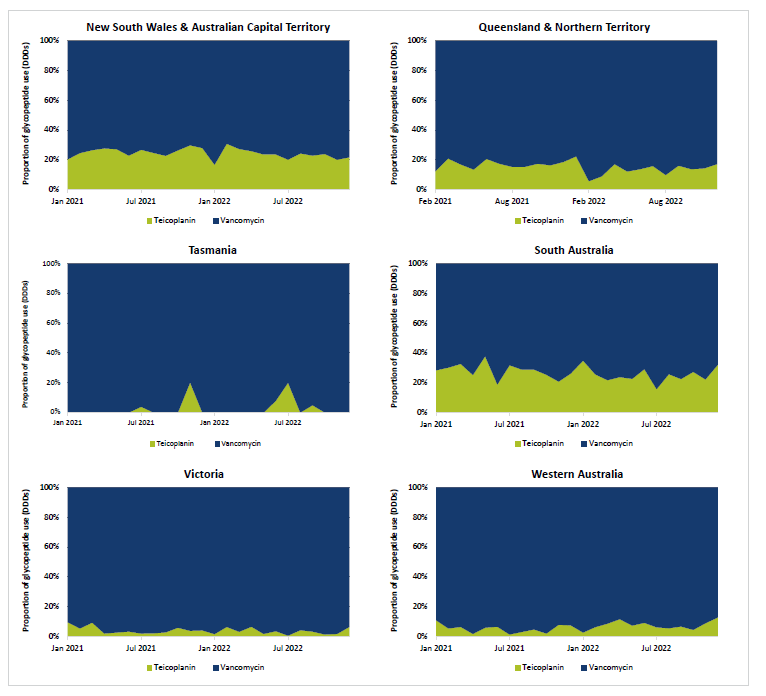 New South Wales & Australian Capital Territory
Proportion of glycopeptide use (DDDs)
100%
80%
60%
40%
20%
0%
Jan 2021 Jul 2021 Jan 2022 Jul 2022
Teicoplanin Vancomycin
Queensland & Northern Territory
Proportion of glycopeptide use (DDDs)
100%
80%
60%
40%
20%
0%
Feb 2021 Aug 2021 Feb 2022 Aug 2022
Teicoplanin Vancomycin
Tasmania
Proportion of glycopeptide use (DDDs)
100%
80%
60%
40%
20%
0%
Jan 2021 Jul 2021 Jan 2022 Jul 2022
Teicoplanin Vancomycin
South Australia
Proportion of glycopeptide use (DDDs)
100%
80%
60%
40%
20%
0%
Jan 2021 Jul 2021 Jan 2022 Jul 2022
Teicoplanin Vancomycin
Victoria
Proportion of glycopeptide use (DDDs)
100%
80%
60%
40%
20%
0%
Jan 2021 Jul 2021 Jan 2022 Jul 2022
Teicoplanin Vancomycin
Western Australia
Proportion of glycopeptide use (DDDs)
100%
80%
60%
40%
20%
0%
Jan 2021 Jul 2021 Jan 2022 Jul 2022
Teicoplanin Vancomycin